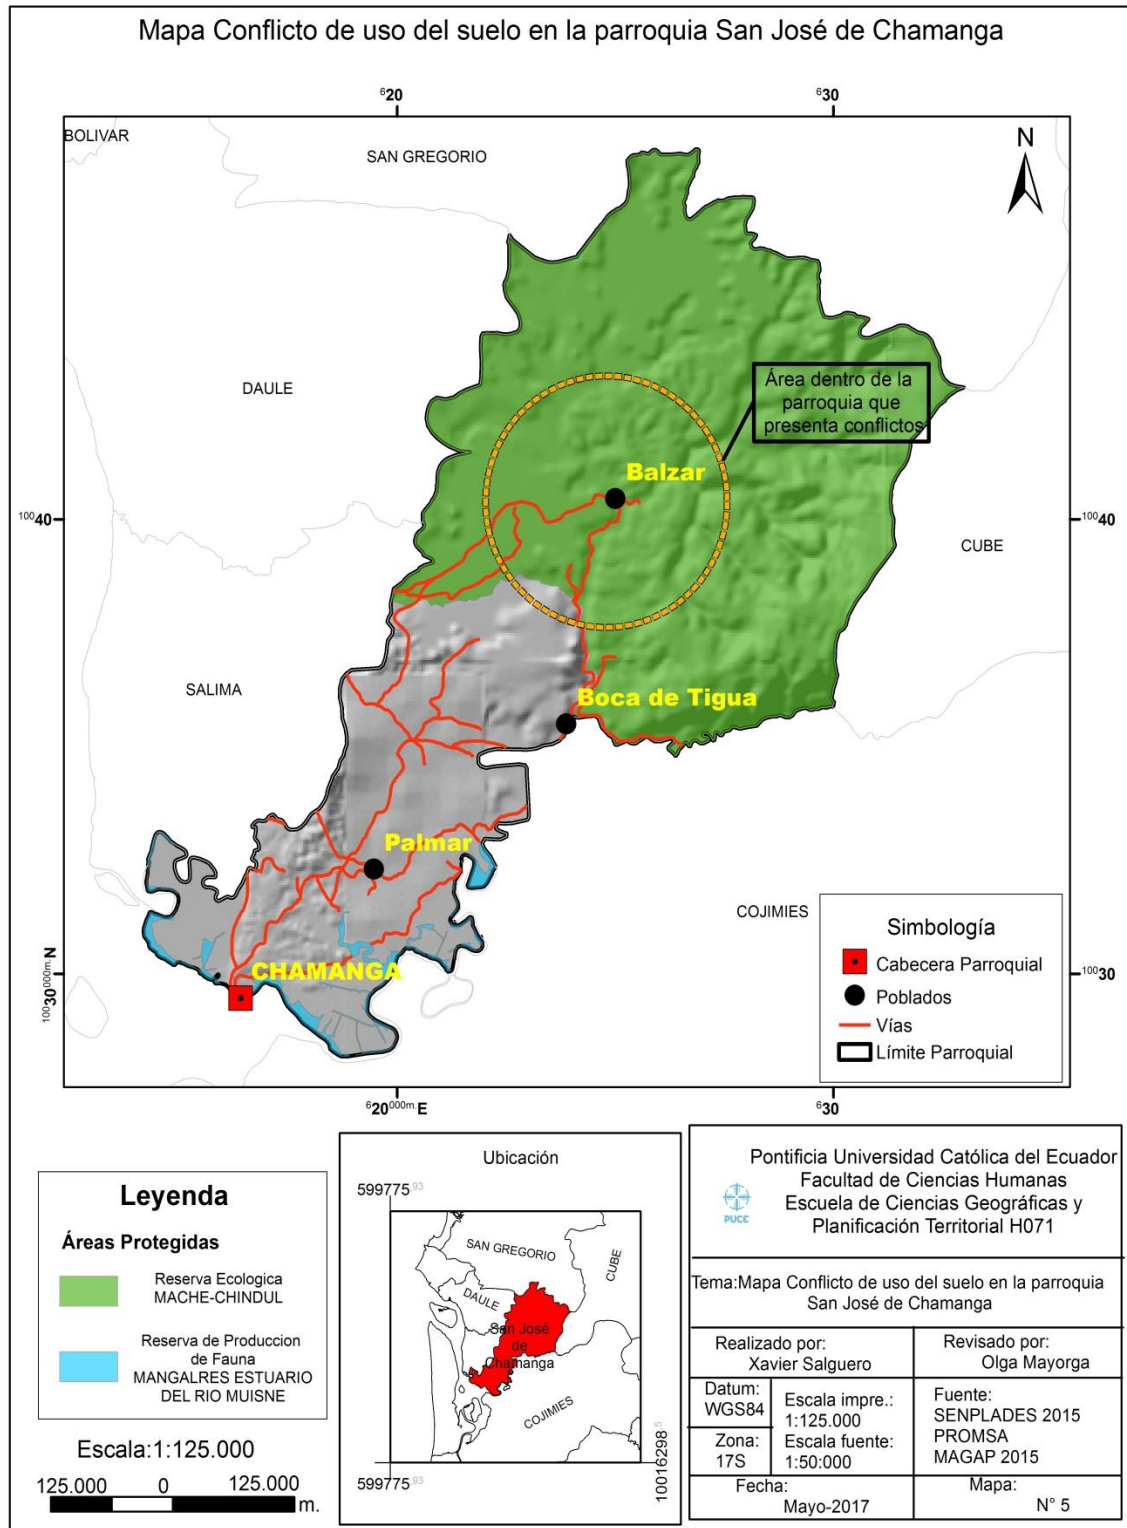 Mapa Conflicto de uso del suelo en la parroquia San José de Chamanga
620
630
BOLIVAR
SAN GREGORIO
N
DAULE
Área dentro de la
parroquia que
presenta conflictos
Balzar
10040
10040
CUBE
SALIMA
Boca de Tigua
Palmar
COJIMIES
CHAMANGA
10030000m. N
10030
Simbología
Cabecera Parroquial
Poblados
Vías
Límite Parroquial
620000m. E
630
Leyenda
Áreas Protegidas
Reserva Ecologica
MACHE-CHINDUL
Reserva de Produccion
de Fauna
MANGALRES ESTUARIO
DEL RIO MUISNE
Escala:1:125.000
125.000 0 125.000
m.
Ubicación
599775.93
SAN GREGORIO
CUBE
DAULE
San José
de
Chamanga
COJIMIES
599775.93
10016298.5
Pontificia Universidad Católica del Ecuador
Facultad de Ciencias Humanas
Escuela de Ciencias Geográficas y
Planificación Territorial H071
PUCE
Tema:Mapa Conflicto de uso del suelo en la parroquia
San José de Chamanga
Realizado por:
Xavier Salguero
Revisado por:
Olga Mayorga
Datum:
WGS84
Escala impre.:
1:125.000
Zona:
17S
Escala fuente:
1:50:000
Fuente:
SENPLADES 2015
PROMSA
MAGAP 2015
Fecha:
Mayo-2017
Mapa:
N° 5